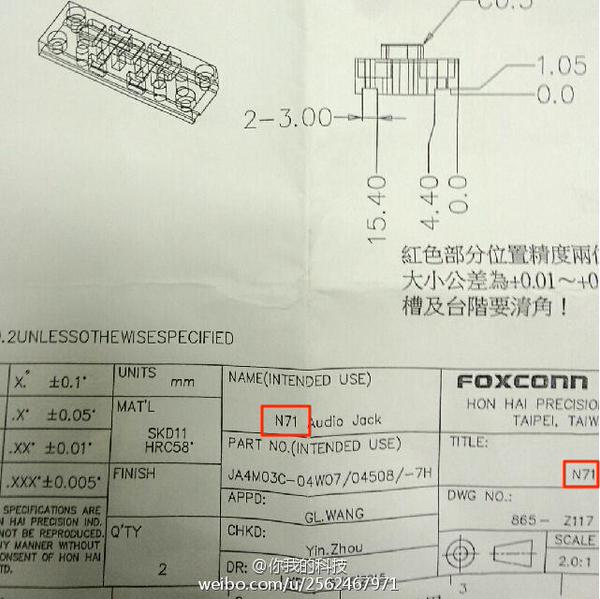 1.05
0.0
2-3.00
15.40
4.40
0.0
紅色部分位置精度兩
大小公差為+0.01～+0
槽及台階要清角！
.2UNLESSOTHEWISESPECIFIED
X.° ±0.1°
.X° ±0.05°
.XX° ±0.01°
.XXX°±0.005°
SPECIFICATIONS ARE
HAI PRECISION IND.
NOT BE REPRODUCED.
ANY MANNER WITHOUT
CONSENT OF HON HAI
LTD.
UNITS
mm
MAT'L
SKD11
HRC58°
FINISH
Q'TY
2
NAME(INTENDED USE)
N71 Audio Jack
PART NO.(INTENDED USE)
JA4M03C-04W07/04508/-7H
APPD:
GL.WANG
CHKD:
Yin.Zhou
DR:
FOXCONN
HON HAI PRECISIO
TAIPEI, TAIW
TITLE:
N71
DWG NO.:
865- Z117
SCALE
2.0:1
3
@你我的科技
weibo.com/u/2562467971